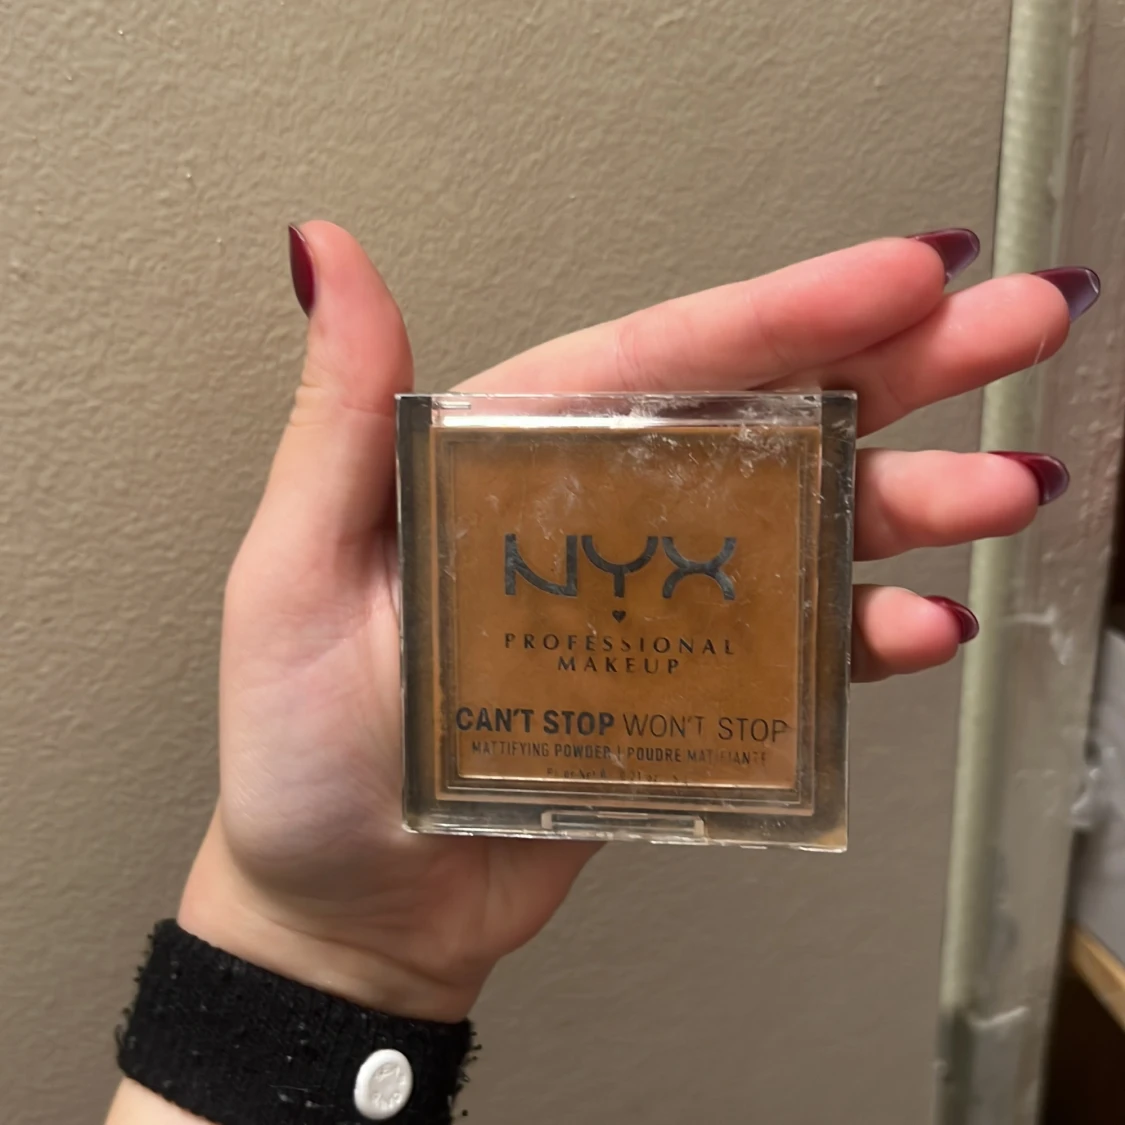 NYX
PROFESSIONAL
MAKEUP
CAN'T STOP WON'T STOP
MATTIFYING POWDER | POUDRE MATIFIANTE